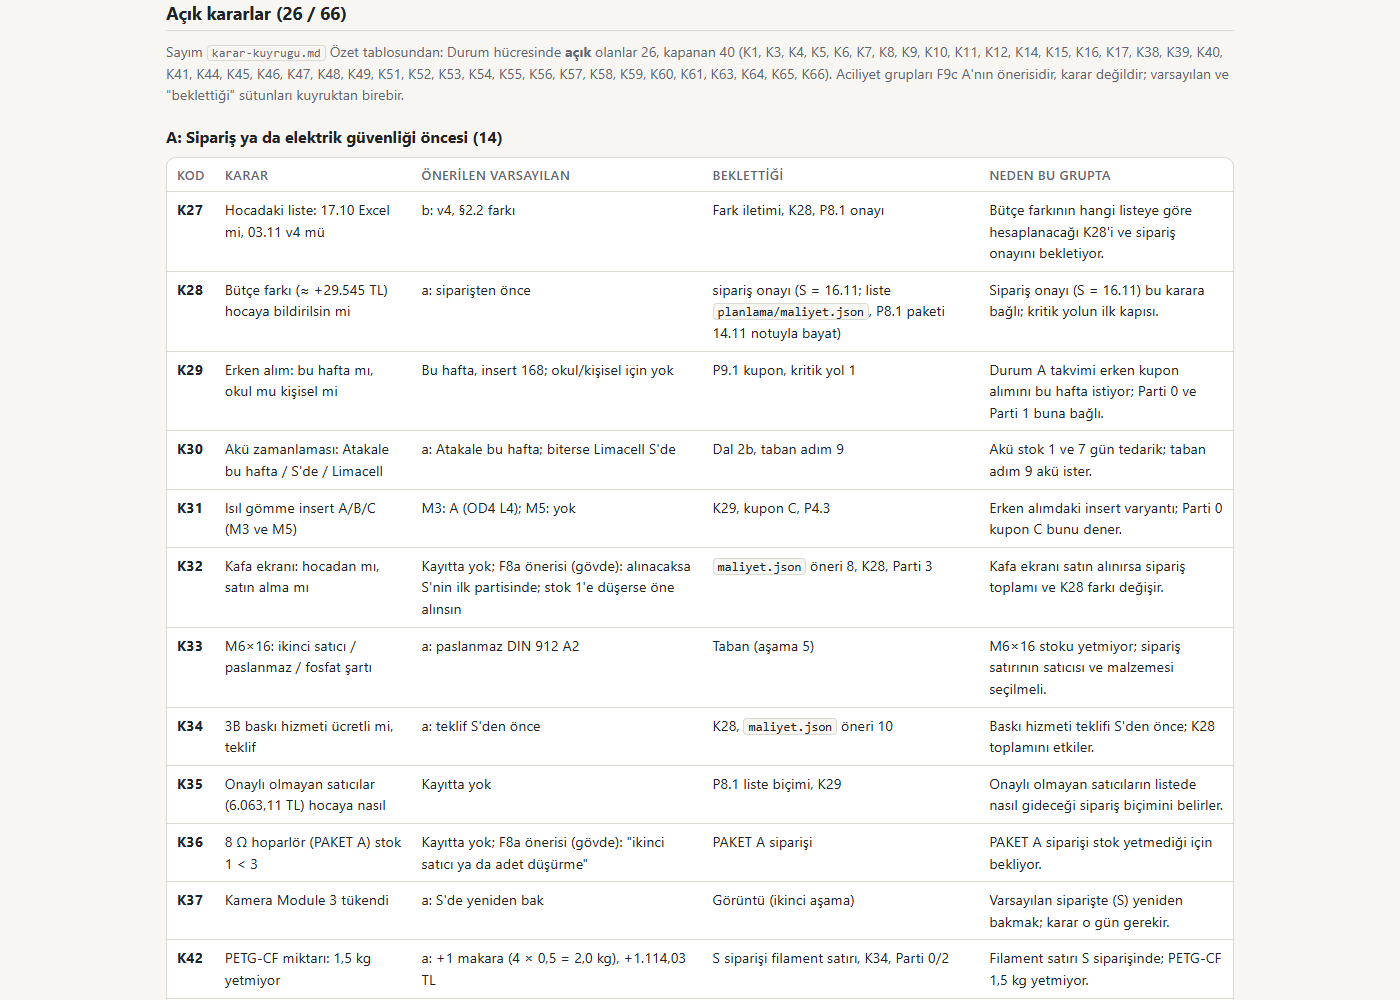 Açık kararlar (26 / 66)
Sayım karar-kuyrugu.md Özet tablosundan: Durum hücresinde açık olanlar 26, kapanan 40 (K1, K3, K4, K5, K6, K7, K8, K9, K10, K11, K12, K14, K15, K16, K17, K38, K39, K40,
K41, K44, K45, K46, K47, K48, K49, K51, K52, K53, K54, K55, K56, K57, K58, K59, K60, K61, K63, K64, K65, K66). Aciliyet grupları F9c A'nın önerisidir, karar değildir; varsayılan ve
"beklettiği" sütunları kuyruktan birebir.
A: Sipariş ya da elektrik güvenliği öncesi (14)
KOD KARAR ÖNERİLEN VARSAYILAN BEKLETTİĞİ NEDEN BU GRUPTA
K27 Hocadaki liste: 17.10 Excel b: v4, §2.2 farkı Fark iletimi, K28, P8.1 onayı Bütçe farkının hangi listeye göre
mi, 03.11 v4 mü hesaplanacağı K28'i ve sipariş
onayını bekletiyor.
K28 Bütçe farkı (≈ +29.545 TL) a: siparişten önce sipariş onayı (S = 16.11; liste Sipariş onayı (S = 16.11) bu karara
hocaya bildirilsin mi planlama/maliyet.json, P8.1 paketi bağlı; kritik yolun ilk kapısı.
14.11 notuyla bayat)
K29 Erken alım: bu hafta mı, Bu hafta, insert 168; okul/kişisel için yok P9.1 kupon, kritik yol 1 Durum A takvimi erken kupon
okul mu kişisel mi alımını bu hafta istiyor; Parti 0 ve
Parti 1 buna bağlı.
K30 Akü zamanlaması: Atakale a: Atakale bu hafta; biterse Limacell S'de Dal 2b, taban adım 9 Akü stok 1 ve 7 gün tedarik; taban
bu hafta / S'de / Limacell adım 9 akü ister.
K31 Isıl gömme insert A/B/C M3: A (OD4 L4); M5: yok K29, kupon C, P4.3 Erken alımdaki insert varyantı; Parti 0
(M3 ve M5) kupon C bunu dener.
K32 Kafa ekranı: hocadan mı, Kayıtta yok; F8a önerisi (gövde): alınacaksa maliyet.json öneri 8, K28, Parti 3 Kafa ekranı satın alınırsa sipariş
satın alma mı S'nin ilk partisinde; stok 1'e düşerse öne toplamı ve K28 farkı değişir.
alınsın
K33 M6×16: ikinci satıcı / a: paslanmaz DIN 912 A2 Taban (aşama 5) M6×16 stoku yetmiyor; sipariş
paslanmaz / fosfat şartı satırının satıcısı ve malzemesi
seçilmeli.
K34 3B baskı hizmeti ücretli mi, a: teklif S'den önce K28, maliyet.json öneri 10 Baskı hizmeti teklifi S'den önce; K28
teklif toplamını etkiler.
K35 Onaylı olmayan satıcılar Kayıtta yok P8.1 liste biçimi, K29 Onaylı olmayan satıcıların listede
(6.063,11 TL) hocaya nasıl nasıl gideceği sipariş biçimini belirler.
K36 8 Ω hoparlör (PAKET A) stok Kayıtta yok; F8a önerisi (gövde): "ikinci PAKET A siparişi PAKET A siparişi stok yetmediği için
1 < 3 satıcı ya da adet düşürme" bekliyor.
K37 Kamera Module 3 tükendi a: S'de yeniden bak Görüntü (ikinci aşama) Varsayılan siparişte (S) yeniden
bakmak; karar o gün gerekir.
K42 PETG-CF miktarı: 1,5 kg a: +1 makara (4 × 0,5 = 2,0 kg), +1.114,03 S siparişi filament satırı, K34, Parti 0/2 Filament satırı S siparişinde; PETG-CF
yetmiyor TL 1,5 kg yetmiyor.